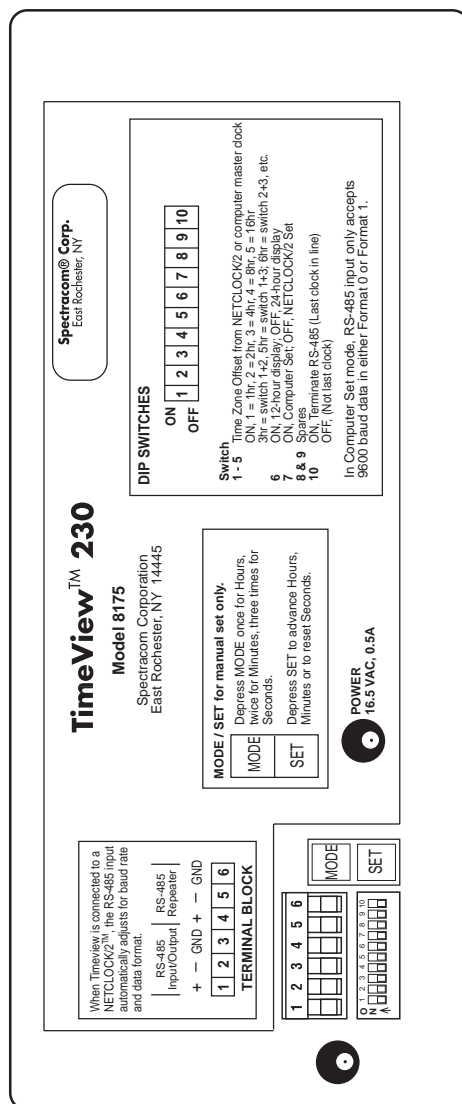 Spectracom® Corp.
East Rochester, NY
TimeView™ 230
Model 8175
Spectracom Corporation
East Rochester, NY 14445
When Timeview is connected to a
NETCLOCK/2™, the RS-485 input
automatically adjusts for baud rate
and data format.
RS-485 RS-485
Input/Output Repeater
+ − GND + − GND
1 2 3 4 5 6
TERMINAL BLOCK
MODE / SET for manual set only.
MODE
Depress MODE once for Hours,
twice for Minutes, three times for
Seconds.
SET
Depress SET to advance Hours,
Minutes or to reset Seconds.
DIP SWITCHES
ON
1 2 3 4 5 6 7 8 9 10
OFF
Switch
1 - 5 Time Zone Offset from NETCLOCK/2 or computer master clock
ON, 1 = 1hr, 2 = 2hr, 3 = 4hr, 4 = 8hr, 5 = 16hr
3hr = switch 1+2, 5hr = switch 1+3; 6hr = switch 2+3, etc.
6 ON, 12-hour display; OFF, 24-hour display
7 ON, Computer Set; OFF, NETCLOCK/2 Set
8 & 9 Spares
10 ON, Terminate RS-485 (Last clock in line)
OFF, (Not last clock)
In Computer Set mode, RS-485 input only accepts
9600 baud data in either Format 0 or Format 1.
POWER
16.5 VAC, 0.5A
1 2 3 4 5 6
MODE
SET
O 1 2 3 4 5 6 7 8 9 10
N